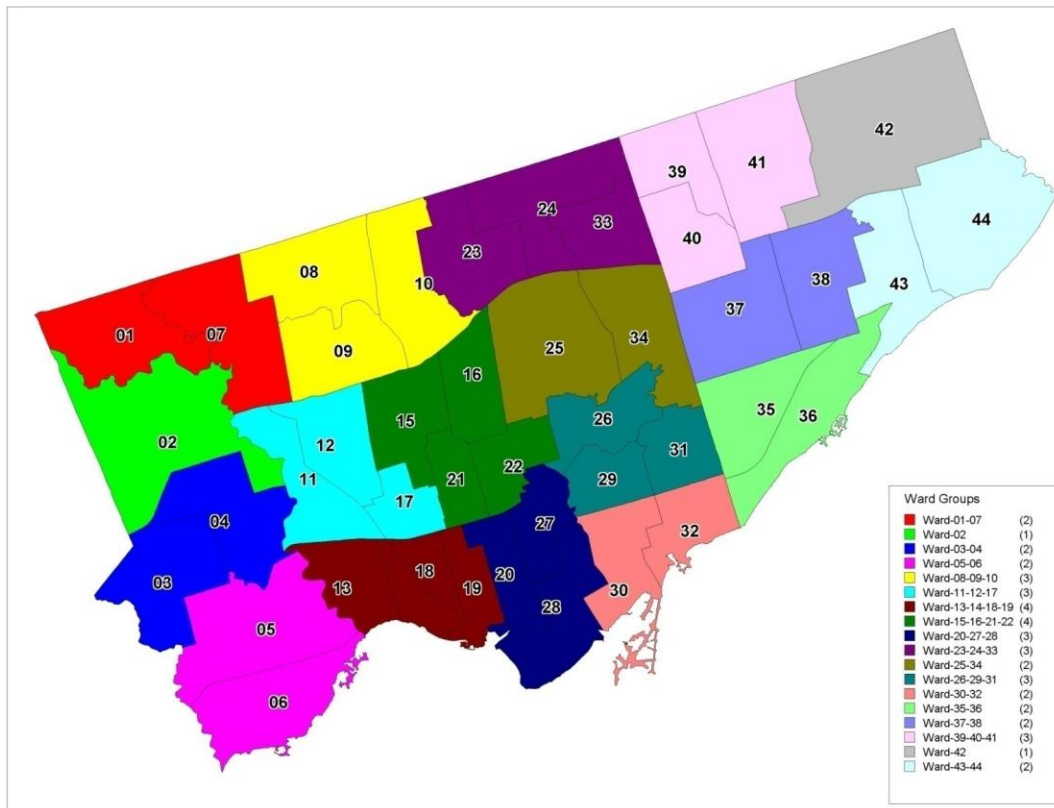 42
41
39
44
24
33
23
40
08
10
43
38
37
01
07
09
25
34
16
35
36
15
26
02
12
31
22
11
21
29
17
04
27
32
18
20
13
19
30
03
28
05
06
Ward Groups
Ward-01-07 (2)
Ward-02 (1)
Ward-03-04 (2)
Ward-05-06 (2)
Ward-08-09-10 (3)
Ward-11-12-17 (3)
Ward-13-14-18-19 (4)
Ward-15-16-21-22 (4)
Ward-20-27-28 (3)
Ward-23-24-33 (3)
Ward-25-34 (2)
Ward-26-29-31 (3)
Ward-30-32 (2)
Ward-35-36 (2)
Ward-37-38 (2)
Ward-39-40-41 (3)
Ward-42 (1)
Ward-43-44 (2)